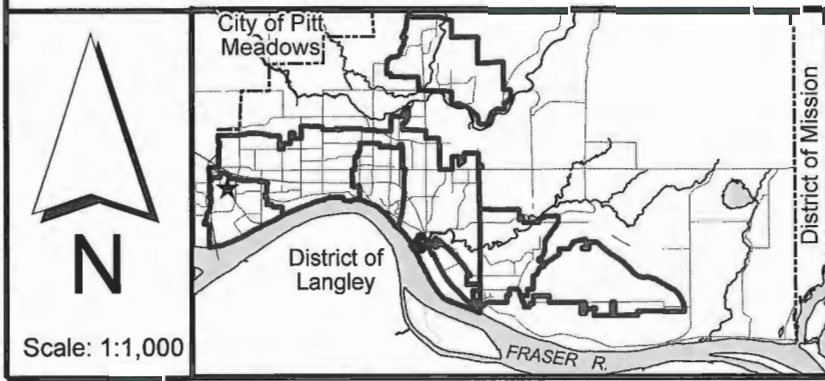 City of Pitt
Meadows
District of Mission
N
District of
Langley
Scale: 1:1,000
FRASER R.